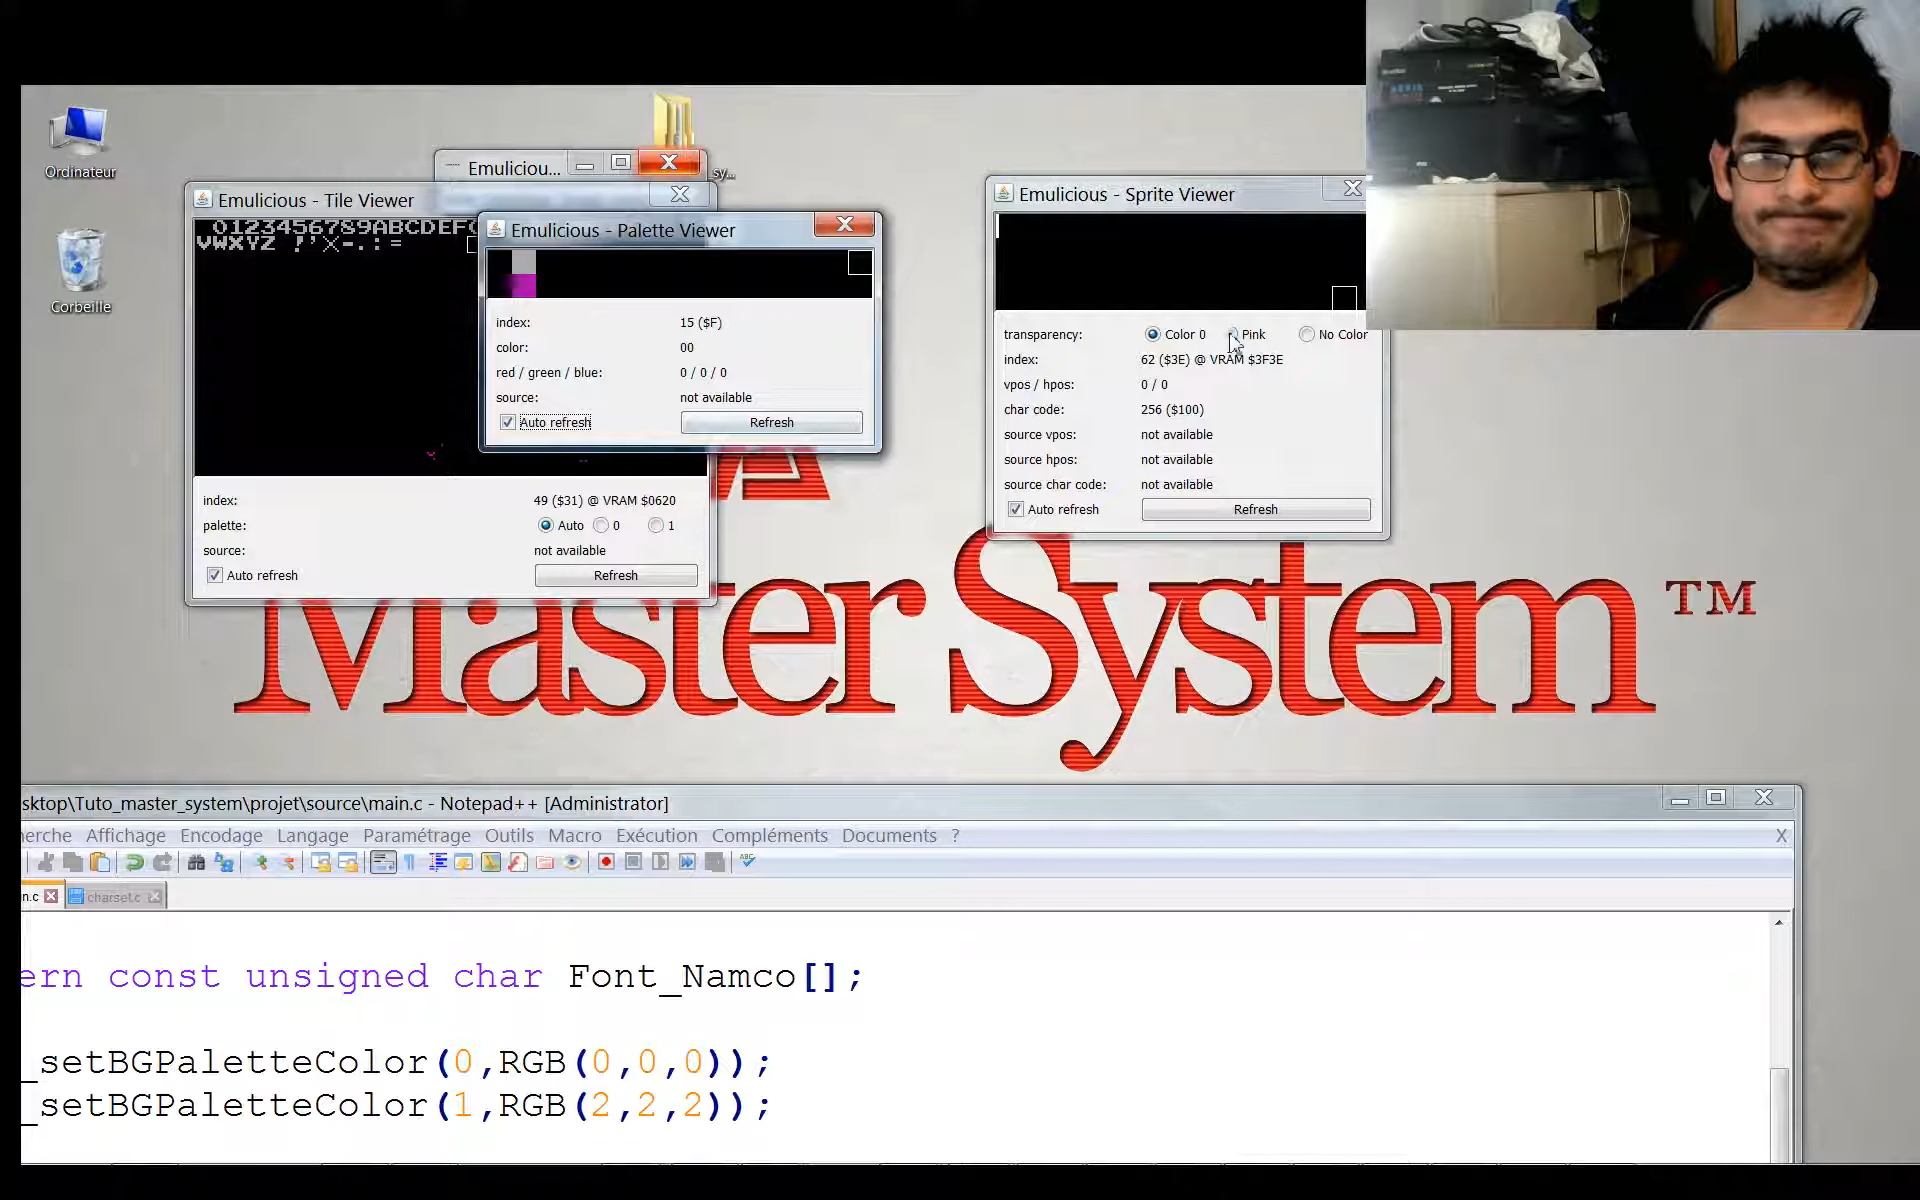 Ordinateur
Corbeille
sy...
Emuliciou...
Emulicious - Tile Viewer
0123456789ABCDEF
VWXYZ !'X-.:=
index: 49 ($31) @ VRAM $0620
palette: Auto 0 1
source: not available
Auto refresh Refresh
Emulicious - Palette Viewer
index: 15 ($F)
color: 00
red / green / blue: 0 / 0 / 0
source: not available
Auto refresh Refresh
Emulicious - Sprite Viewer
transparency: Color 0 Pink No Color
index: 62 ($3E) @ VRAM $3F3E
vpos / hpos: 0 / 0
char code: 256 ($100)
source vpos: not available
source hpos: not available
source char code: not available
Auto refresh Refresh
Master System TM
sktop\Tuto_master_system\projet\source\main.c - Notepad++ [Administrator]
herche Affichage Encodage Langage Paramétrage Outils Macro Exécution Compléments Documents ? X
n.c charset.c
ern const unsigned char Font_Namco[];
_setBGPaletteColor(0,RGB(0,0,0));
_setBGPaletteColor(1,RGB(2,2,2));